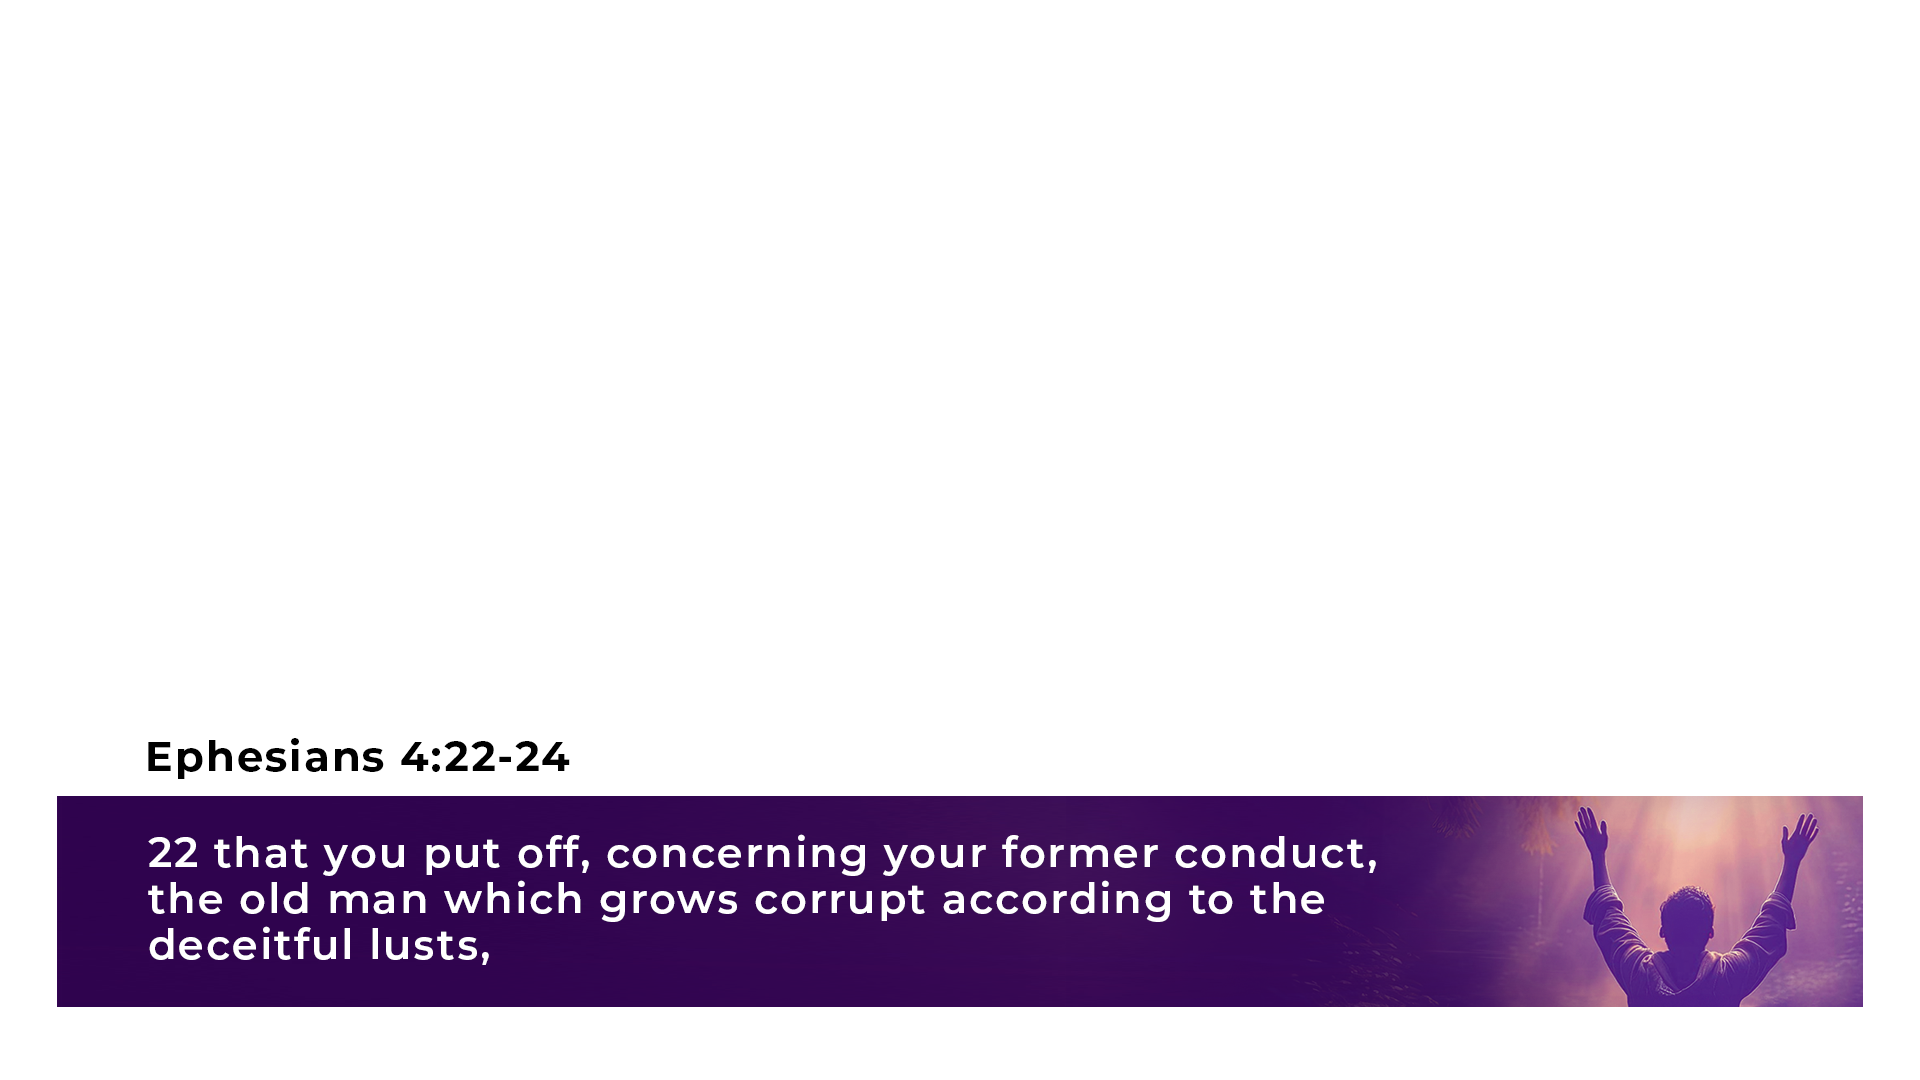 Ephesians 4:22-24
22 that you put off, concerning your former conduct,
the old man which grows corrupt according to the
deceitful lusts,